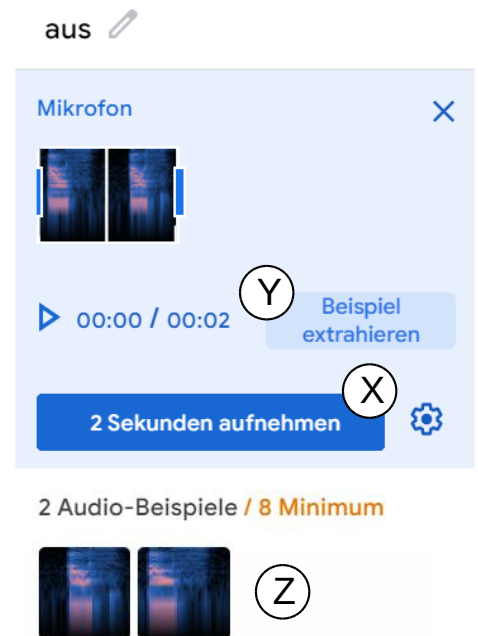 aus
Mikrofon
Y
00:00 / 00:02
Beispiel
extrahieren
X
2 Sekunden aufnehmen
2 Audio-Beispiele / 8 Minimum
Z